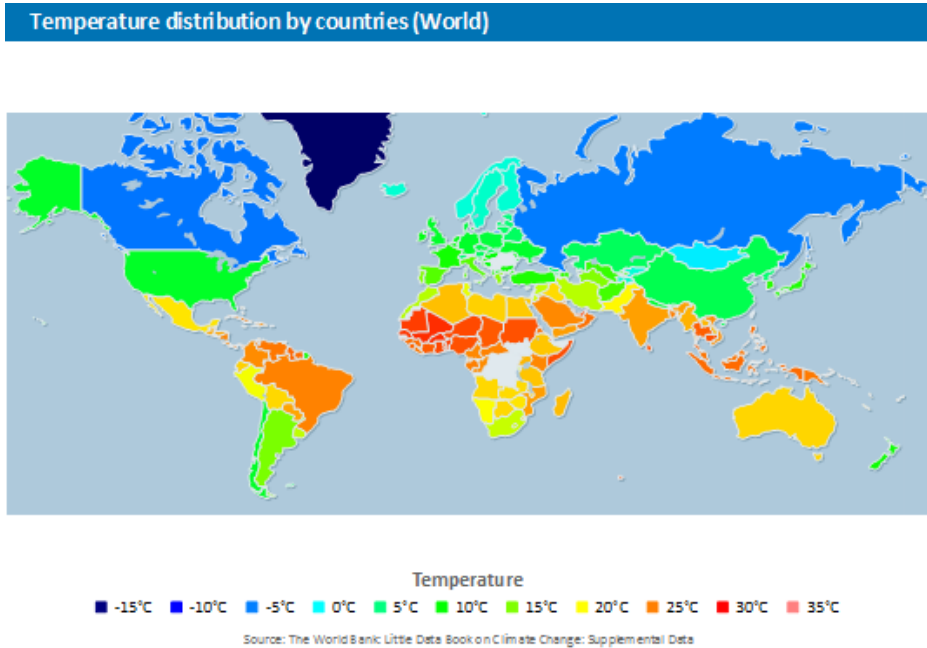 Temperature distribution by countries (World)
Temperature
-15°C -10°C -5°C 0°C 5°C 10°C 15°C 20°C 25°C 30°C 35°C
Source: The World Bank: Little Data Book on Climate Change: Supplemental Data